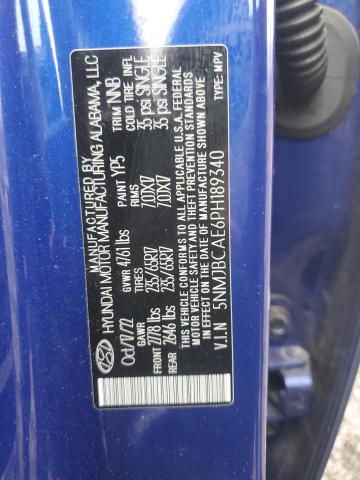 MANUFACTURED BY
HYUNDAI MOTOR MANUFACTURING ALABAMA, LLC
Oct/17/22 GVWR 4761 lbs PAINT YP5 TRIM NNB
GAWR TIRES RIMS COLD TIRE INFL.
FRONT 2778 lbs 235/65R17 7.0JX17 35 psi SINGLE
REAR 2646 lbs 235/65R17 7.0JX17 35 psi SINGLE
THIS VEHICLE CONFORMS TO ALL APPLICABLE U.S.A. FEDERAL
MOTOR VEHICLE SAFETY AND THEFT PREVENTION STANDARDS
IN EFFECT ON THE DATE OF MANUFACTURE SHOWN ABOVE.
V.I.N 5NMJBCAE6PH189340 TYPE: MPV